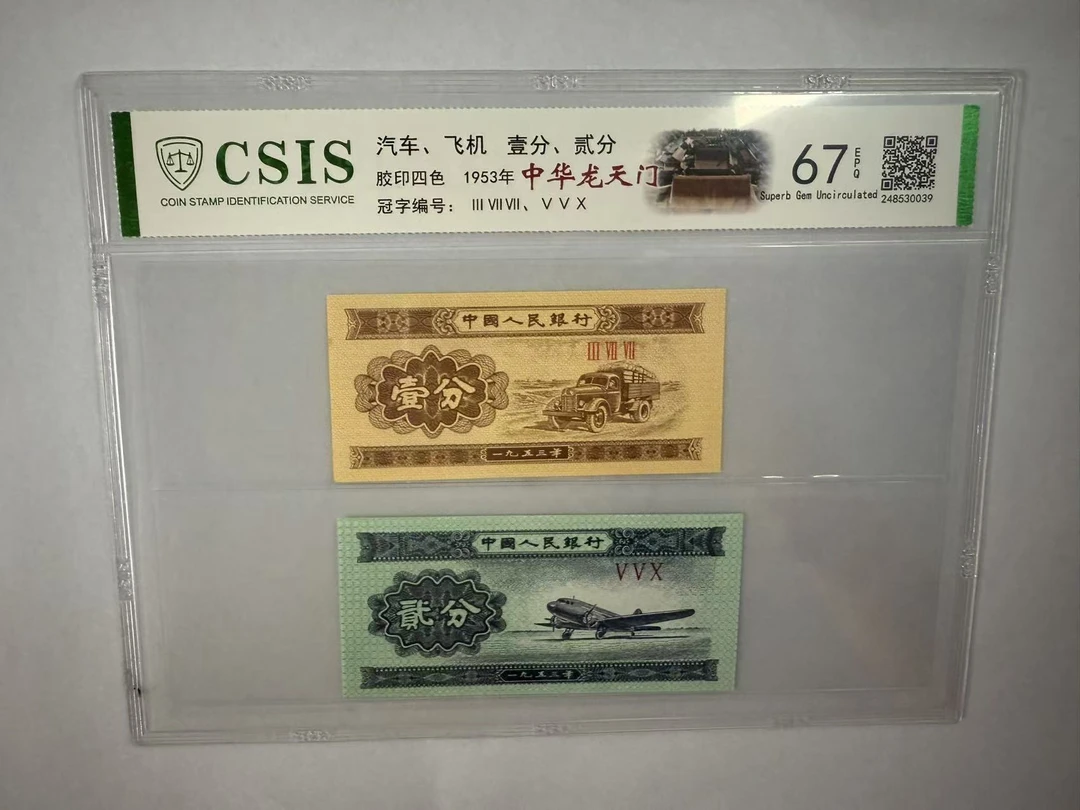 CSIS
COIN STAMP IDENTIFICATION SERVICE
汽车、飞机 壹分、贰分
胶印四色 1953年 中华龙天门
冠字编号： III VII VII、V V X
67 EPQ
Superb Gem Uncirculated
248530039
中國人民銀行
III VII VII
壹分
一九五三年
中國人民銀行
V V X
貳分
一九五三年